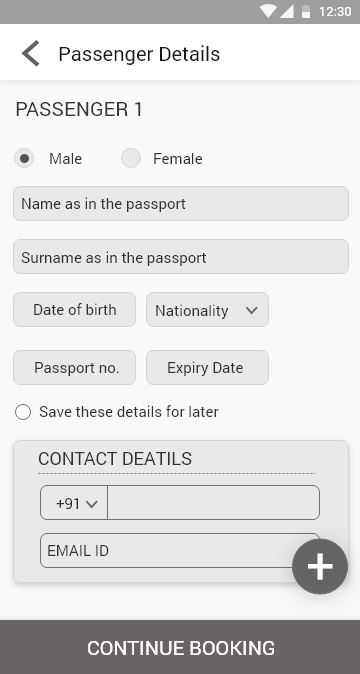 12:30
Passenger Details
PASSENGER 1
Male Female
Name as in the passport
Surname as in the passport
Date of birth Nationality
Passport no. Expiry Date
Save these details for later
CONTACT DEATILS
+91
EMAIL ID
CONTINUE BOOKING